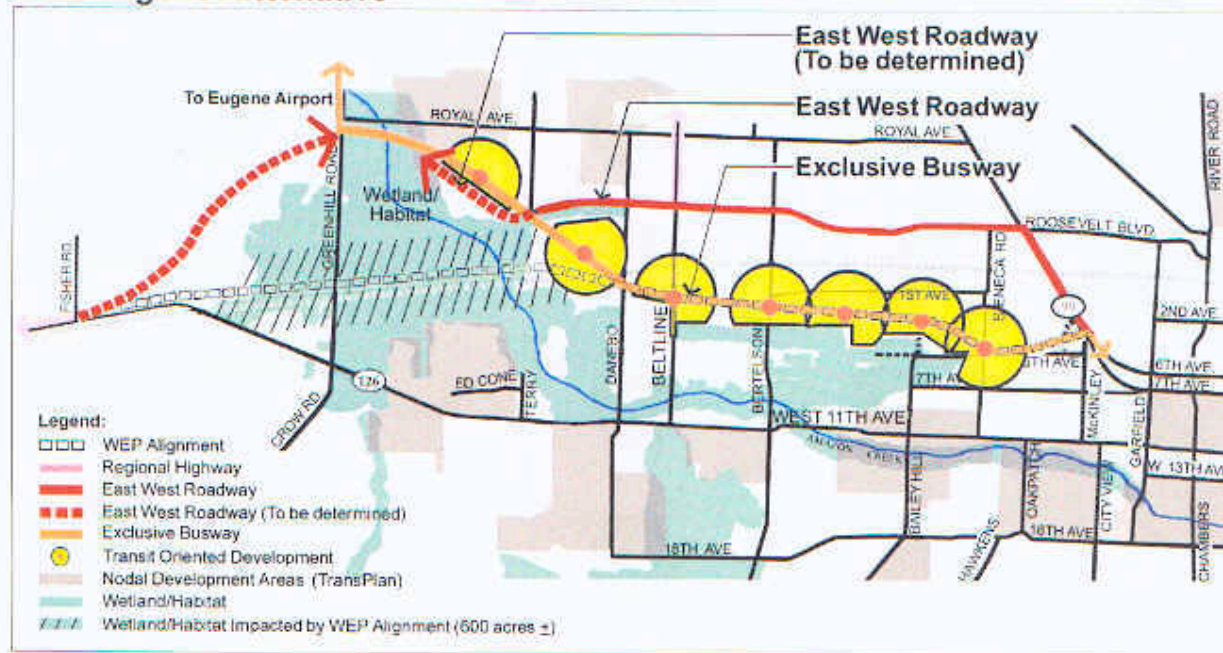 East West Roadway
(To be determined)
East West Roadway
Exclusive Busway
To Eugene Airport
ROYAL AVE.
ROYAL AVE.
RIVER ROAD
Wetland/
Habitat
GREENHILL ROAD
FISHER RD.
ROOSEVELT BLVD.
SENECA RD
1ST AVE
99
2ND AVE.
5TH AVE.
6TH AVE.
7TH AVE.
7TH AVE
DANEBO
BELTLINE
BERTELSON
TERRY
ED CONE
126
CROW RD
WEST 11TH AVE.
McKINLEY
GARFIELD
AMAZON CREEK
W 13TH AVE
BAILEY HILL
OAKPATCH
CITY VIEW
CHAMBERS
18TH AVE
18TH AVE
HAWKENS
Legend:
WEP Alignment
Regional Highway
East West Roadway
East West Roadway (To be determined)
Exclusive Busway
Transit Oriented Development
Nodal Development Areas (TransPlan)
Wetland/Habitat
Wetland/Habitat Impacted by WEP Alignment (600 acres ±)